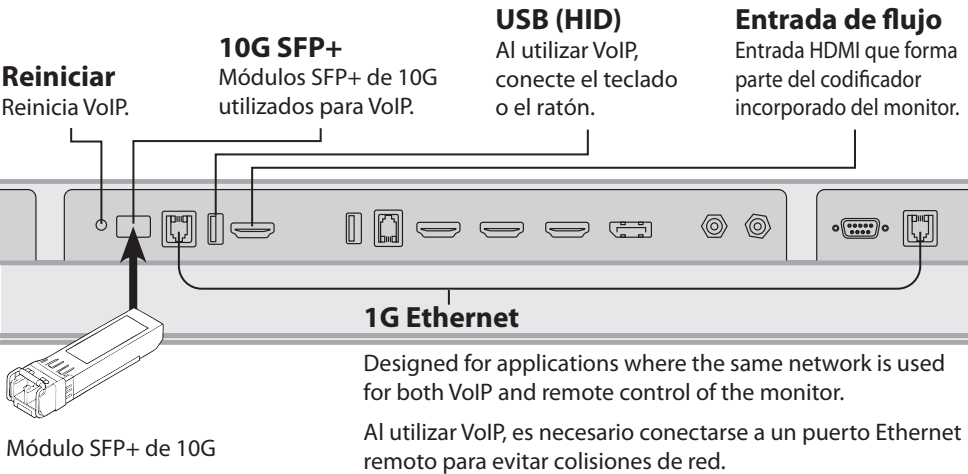 Reiniciar
Reinicia VoIP.
10G SFP+
Módulos SFP+ de 10G
utilizados para VoIP.
USB (HID)
Al utilizar VoIP,
conecte el teclado
o el ratón.
Entrada de flujo
Entrada HDMI que forma
parte del codificador
incorporado del monitor.
1G Ethernet
Designed for applications where the same network is used
for both VoIP and remote control of the monitor.
Al utilizar VoIP, es necesario conectarse a un puerto Ethernet
remoto para evitar colisiones de red.
Módulo SFP+ de 10G